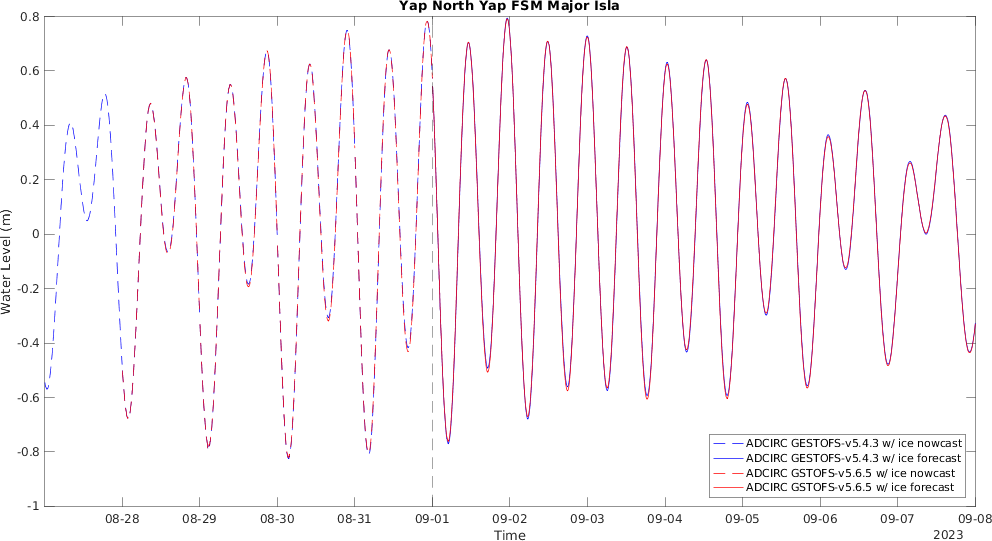 Yap North Yap FSM Major Isla
0.8
0.6
0.4
0.2
0
-0.2
-0.4
-0.6
-0.8
-1
Water Level (m)
ADCIRC GESTOFS-v5.4.3 w/ ice nowcast
ADCIRC GESTOFS-v5.4.3 w/ ice forecast
ADCIRC GSTOFS-v5.6.5 w/ ice nowcast
ADCIRC GSTOFS-v5.6.5 w/ ice forecast
08-28 08-29 08-30 08-31 09-01 09-02 09-03 09-04 09-05 09-06 09-07 09-08
Time
2023